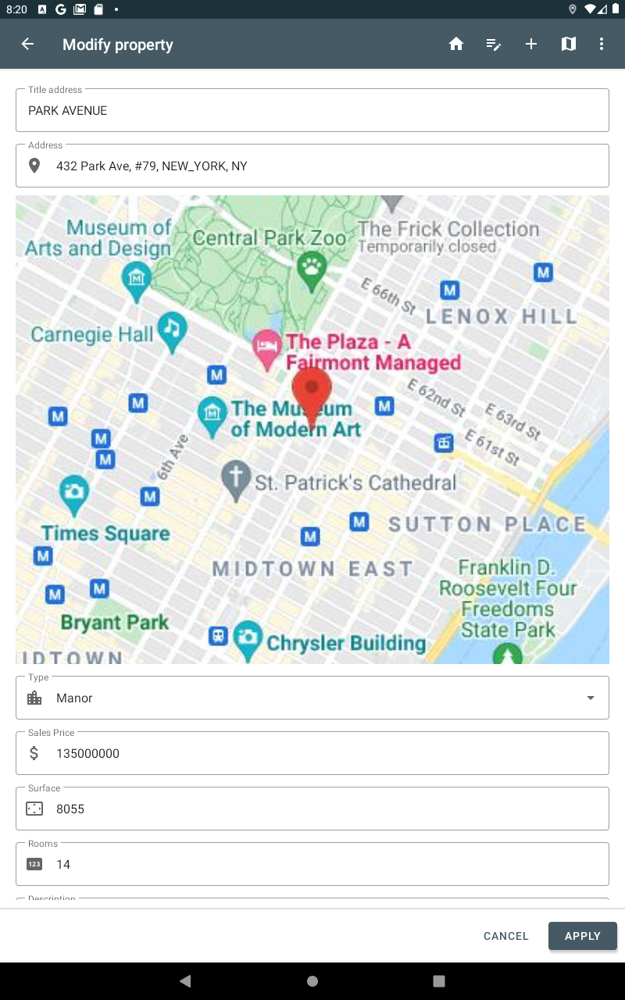 8:20
Modify property
Title address
PARK AVENUE
Address
432 Park Ave, #79, NEW_YORK, NY
Museum of
Arts and Design
Central Park Zoo
The Frick Collection
Temporarily closed
M
M
E 66th St
LENOX HILL
Carnegie Hall
The Plaza - A
Fairmont Managed
M
M
M
M
E 62nd St
E 63rd St
The Museum
of Modern Art
M
M
E 61st St
6th Ave
St. Patrick's Cathedral
M
M
M
SUTTON PLACE
Times Square
M
MIDTOWN EAST
Franklin D.
Roosevelt Four
Freedoms
State Park
M
M
Bryant Park
Chrysler Building
IDTOWN
Type
Manor
Sales Price
$ 135000000
Surface
8055
Rooms
123 14
Description
CANCEL
APPLY